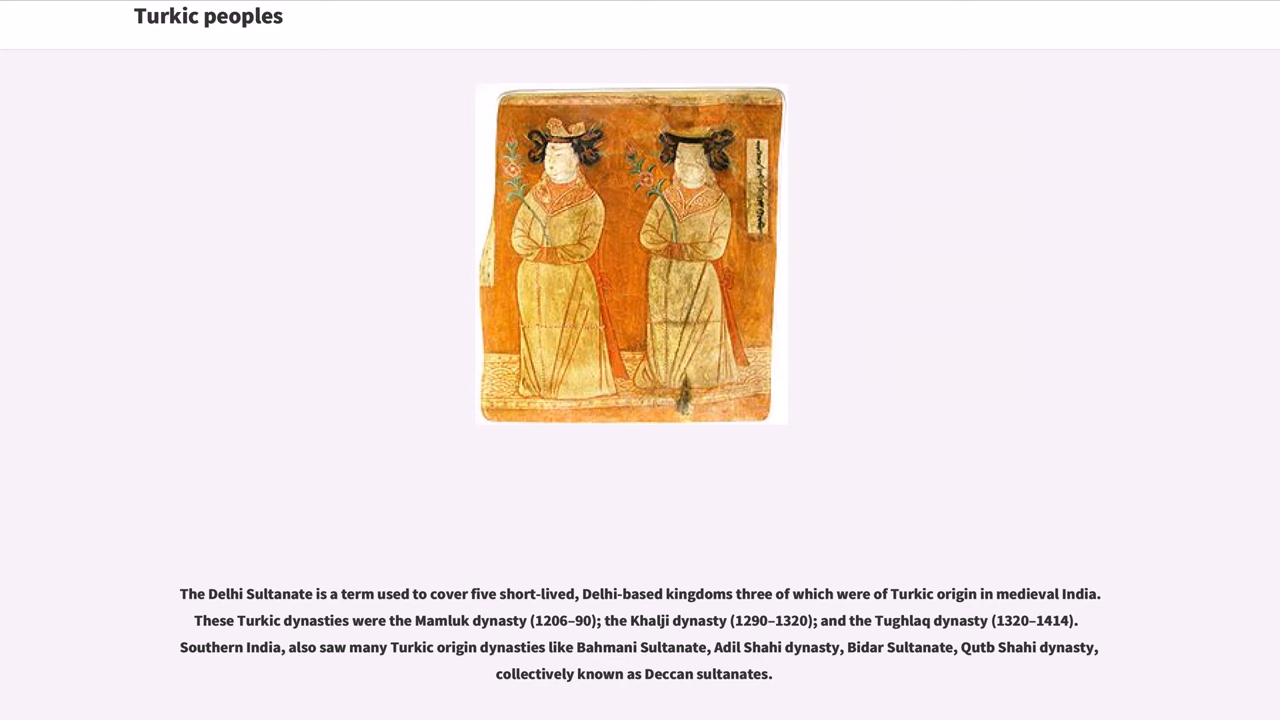 Turkic peoples
The Delhi Sultanate is a term used to cover five short-lived, Delhi-based kingdoms three of which were of Turkic origin in medieval India.
These Turkic dynasties were the Mamluk dynasty (1206–90); the Khalji dynasty (1290–1320); and the Tughlaq dynasty (1320–1414).
Southern India, also saw many Turkic origin dynasties like Bahmani Sultanate, Adil Shahi dynasty, Bidar Sultanate, Qutb Shahi dynasty,
collectively known as Deccan sultanates.